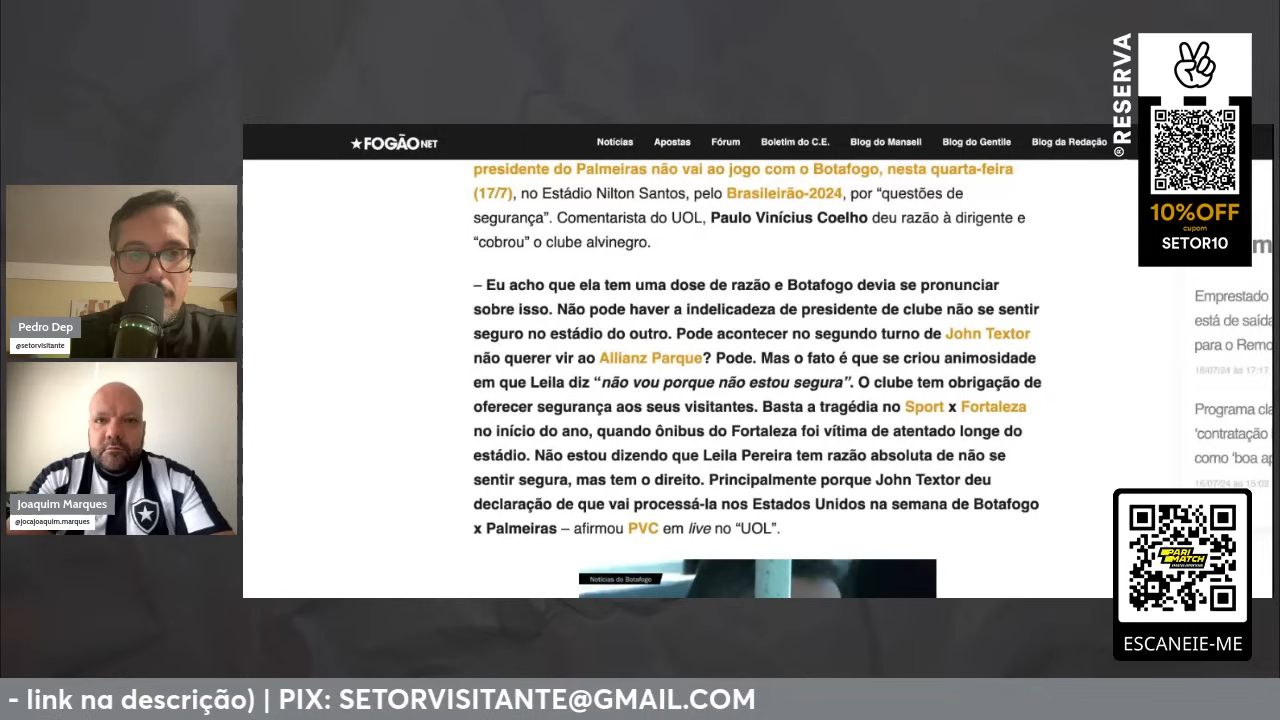 ★FOGÃONET
Notícias Apostas Fórum Boletim do C.E. Blog do Mansell Blog do Gentile Blog da Redação
presidente do Palmeiras não vai ao jogo com o Botafogo, nesta quarta-feira
(17/7), no Estádio Nilton Santos, pelo Brasileirão-2024, por “questões de
segurança”. Comentarista do UOL, Paulo Vinícius Coelho deu razão à dirigente e
“cobrou” o clube alvinegro.
– Eu acho que ela tem uma dose de razão e Botafogo devia se pronunciar
sobre isso. Não pode haver a indelicadeza de presidente de clube não se sentir
seguro no estádio do outro. Pode acontecer no segundo turno de John Textor
não querer vir ao Allianz Parque? Pode. Mas o fato é que se criou animosidade
em que Leila diz “não vou porque não estou segura”. O clube tem obrigação de
oferecer segurança aos seus visitantes. Basta a tragédia no Sport x Fortaleza
no início do ano, quando ônibus do Fortaleza foi vítima de atentado longe do
estádio. Não estou dizendo que Leila Pereira tem razão absoluta de não se
sentir segura, mas tem o direito. Principalmente porque John Textor deu
declaração de que vai processá-la nos Estados Unidos na semana de Botafogo
x Palmeiras – afirmou PVC em live no “UOL”.
Notícias do Botafogo
Emprestado
está de saída
para o Remo
16/07/24 às 17:17
Programa cla
'contratação
como 'boa ap
16/07/24 às 15:03
®RESERVA
10%OFF
cupom
SETOR10
PARI
MATCH
ESCANEIE-ME
Pedro Dep
@setorvisitante
Joaquim Marques
@jocajoaquim.marques
- link na descrição) | PIX: SETORVISITANTE@GMAIL.COM